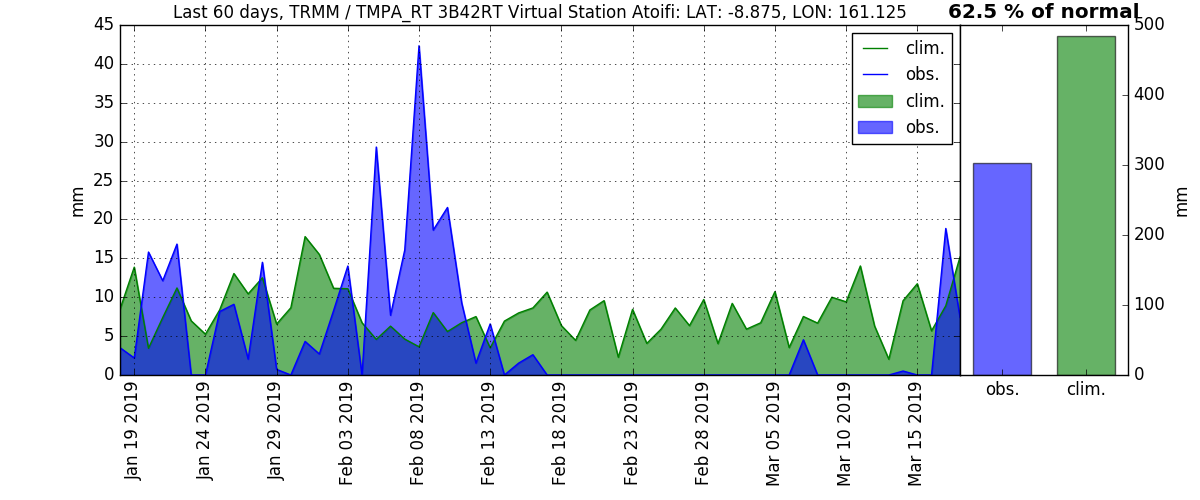 Last 60 days, TRMM / TMPA_RT 3B42RT Virtual Station Atoifi: LAT: -8.875, LON: 161.125
62.5 % of normal
45
40
35
30
25
20
15
10
5
0
mm
clim.
obs.
clim.
obs.
500
400
300
200
100
0
mm
obs.
clim.
Jan 19 2019
Jan 24 2019
Jan 29 2019
Feb 03 2019
Feb 08 2019
Feb 13 2019
Feb 18 2019
Feb 23 2019
Feb 28 2019
Mar 05 2019
Mar 10 2019
Mar 15 2019